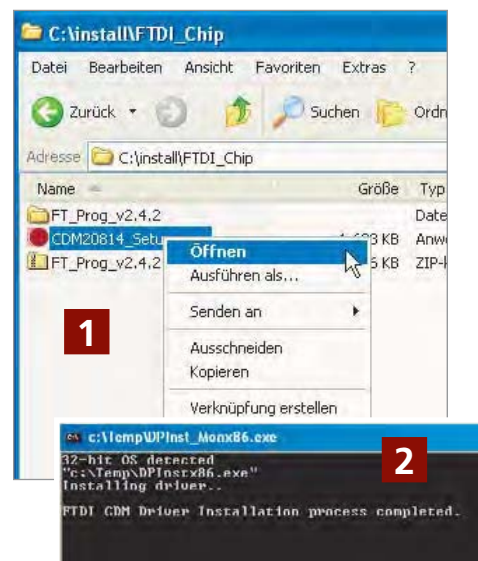 C:\install\FTDI_Chip
Datei Bearbeiten Ansicht Favoriten Extras ?
Zurück Suchen
Adresse C:\install\FTDI_Chip
Name Größe Typ
FT_Prog_v2.4.2
CDM20814_Setu KB
FT_Prog_v2.4.2 KB
Öffnen
Ausführen als...
Senden an
Ausschneiden
Kopieren
Verknüpfung erstellen
1
2
c:\Temp\DPInst_Monx86.exe
32-bit OS detected
"c:\Temp\DPInstx86.exe"
Installing driver..
FTDI CDM Driver Installation process completed.